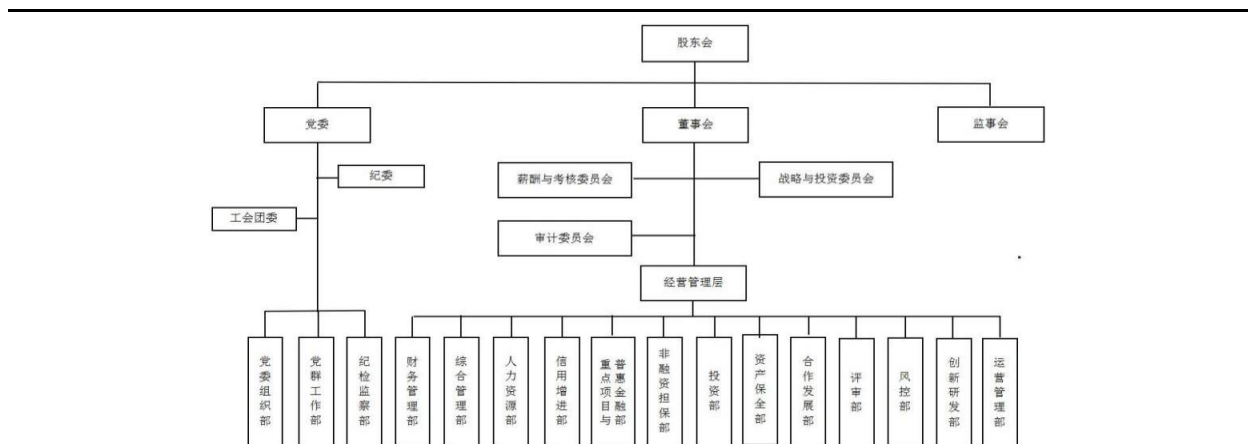 股东会
党委
董事会
监事会
纪委
薪酬与考核委员会
战略与投资委员会
工会团委
审计委员会
经营管理层
党委组织部
党群工作部
纪检监察部
财务管理部
综合管理部
人力资源部
信用增进部
普惠金融部
重点项目与
非融资担保部
投资部
资产保全部
合作发展部
评审部
风控部
创新研发部
运营管理部